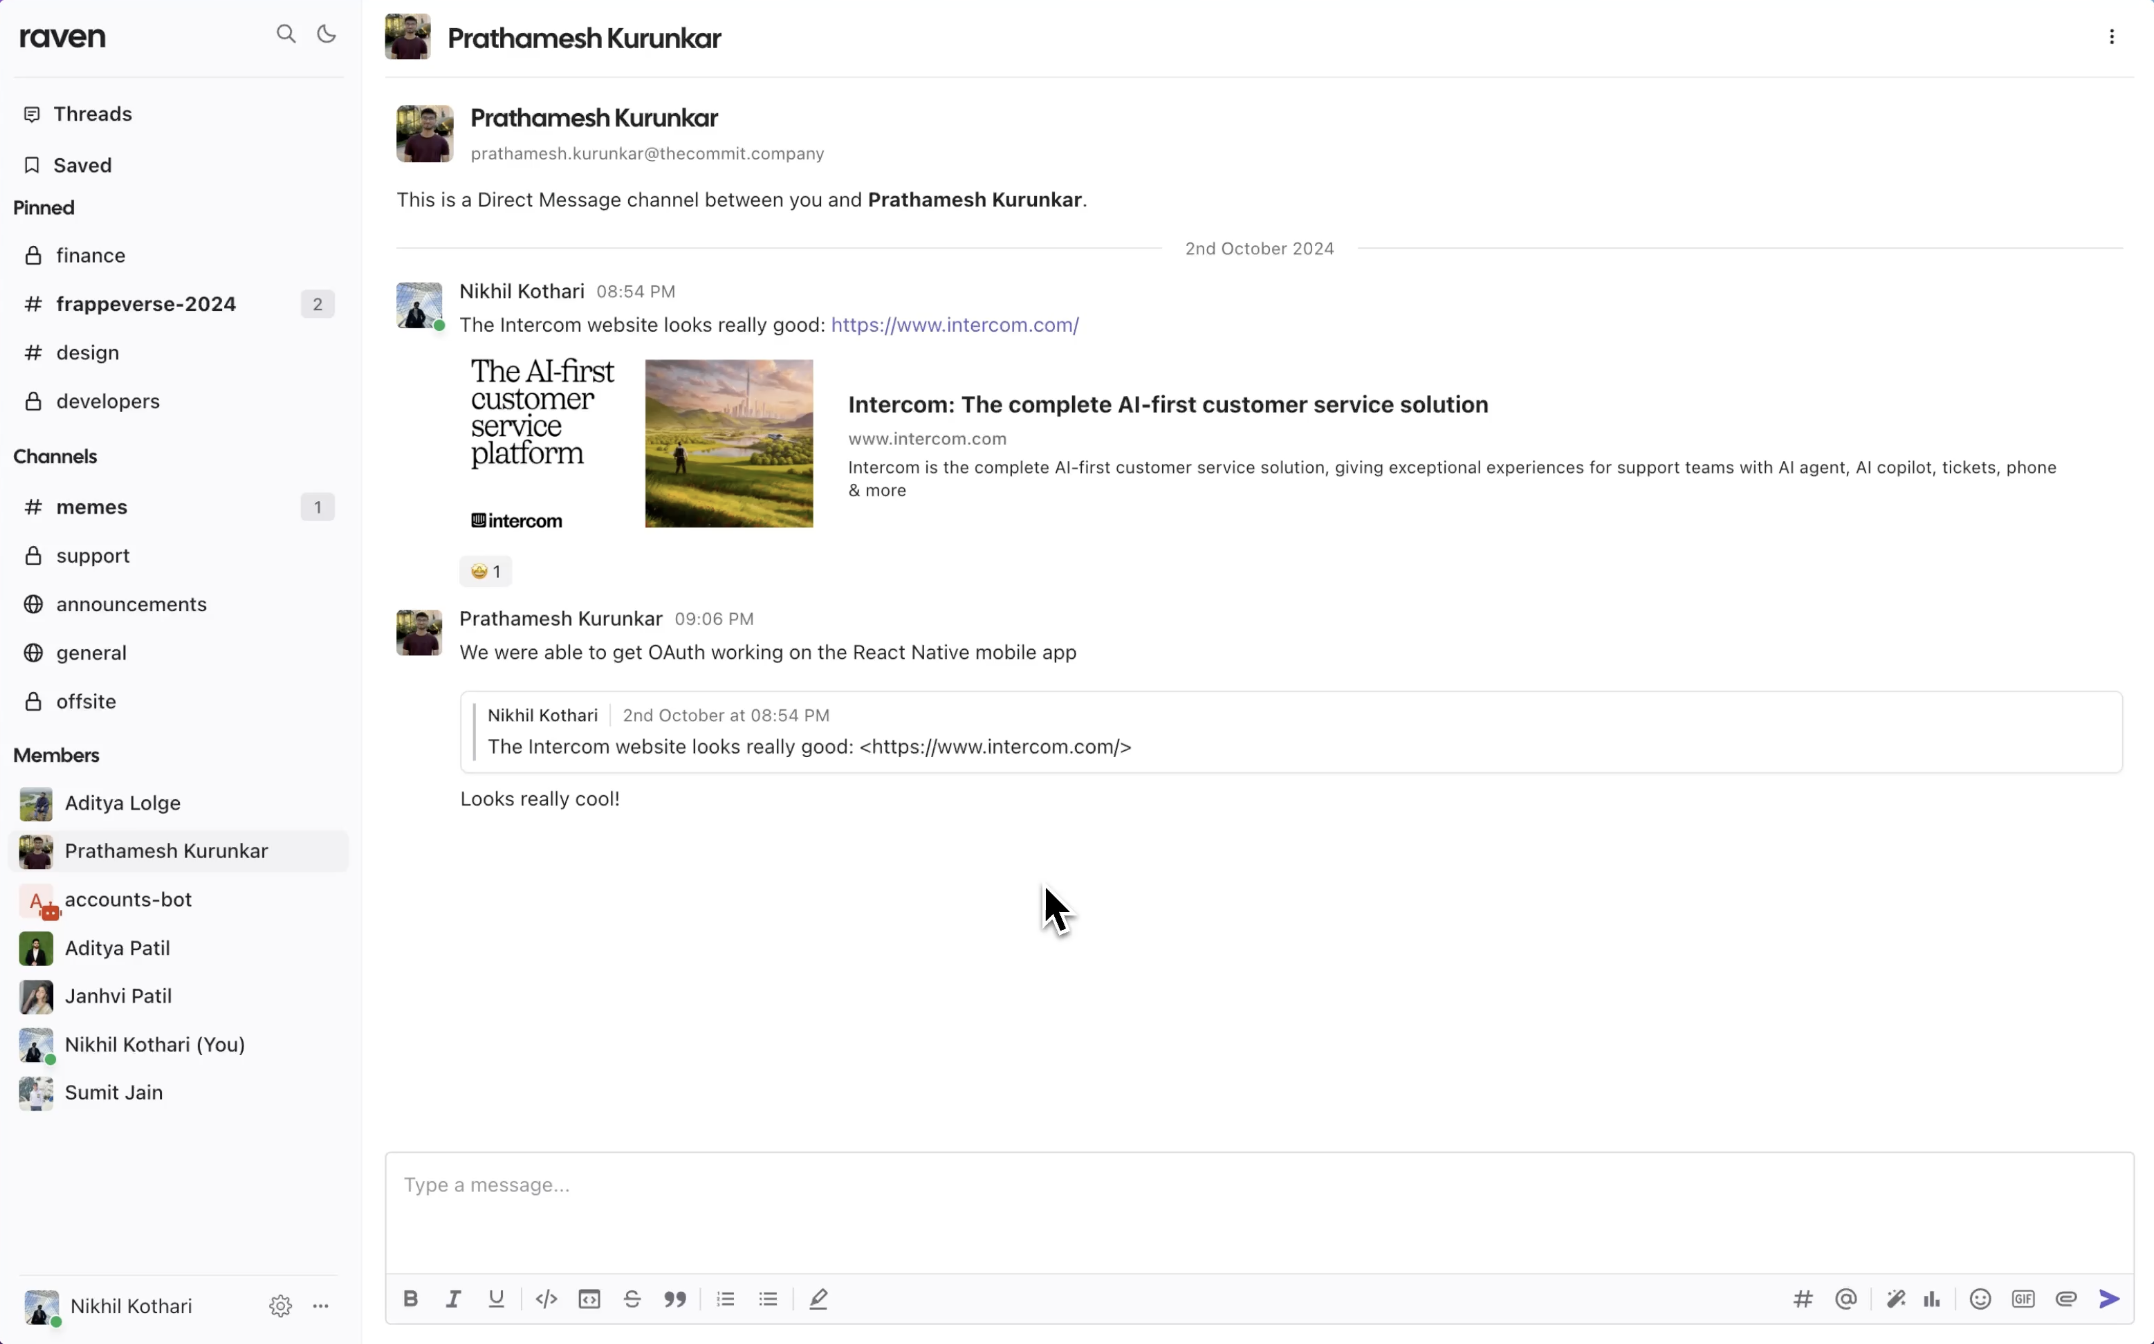 raven
Threads
Saved
Pinned
finance
# frappeverse-2024 2
# design
developers
Channels
# memes 1
support
announcements
general
offsite
Members
Aditya Lolge
Prathamesh Kurunkar
A accounts-bot
Aditya Patil
Janhvi Patil
Nikhil Kothari (You)
Sumit Jain
Nikhil Kothari
Prathamesh Kurunkar
Prathamesh Kurunkar
prathamesh.kurunkar@thecommit.company
This is a Direct Message channel between you and Prathamesh Kurunkar.
2nd October 2024
Nikhil Kothari 08:54 PM
The Intercom website looks really good: https://www.intercom.com/
The AI-first
customer
service
platform
intercom
Intercom: The complete AI-first customer service solution
www.intercom.com
Intercom is the complete AI-first customer service solution, giving exceptional experiences for support teams with AI agent, AI copilot, tickets, phone
& more
🤩 1
Prathamesh Kurunkar 09:06 PM
We were able to get OAuth working on the React Native mobile app
Nikhil Kothari 2nd October at 08:54 PM
The Intercom website looks really good: <https://www.intercom.com/>
Looks really cool!
Type a message...
B I U </> S GIF # @